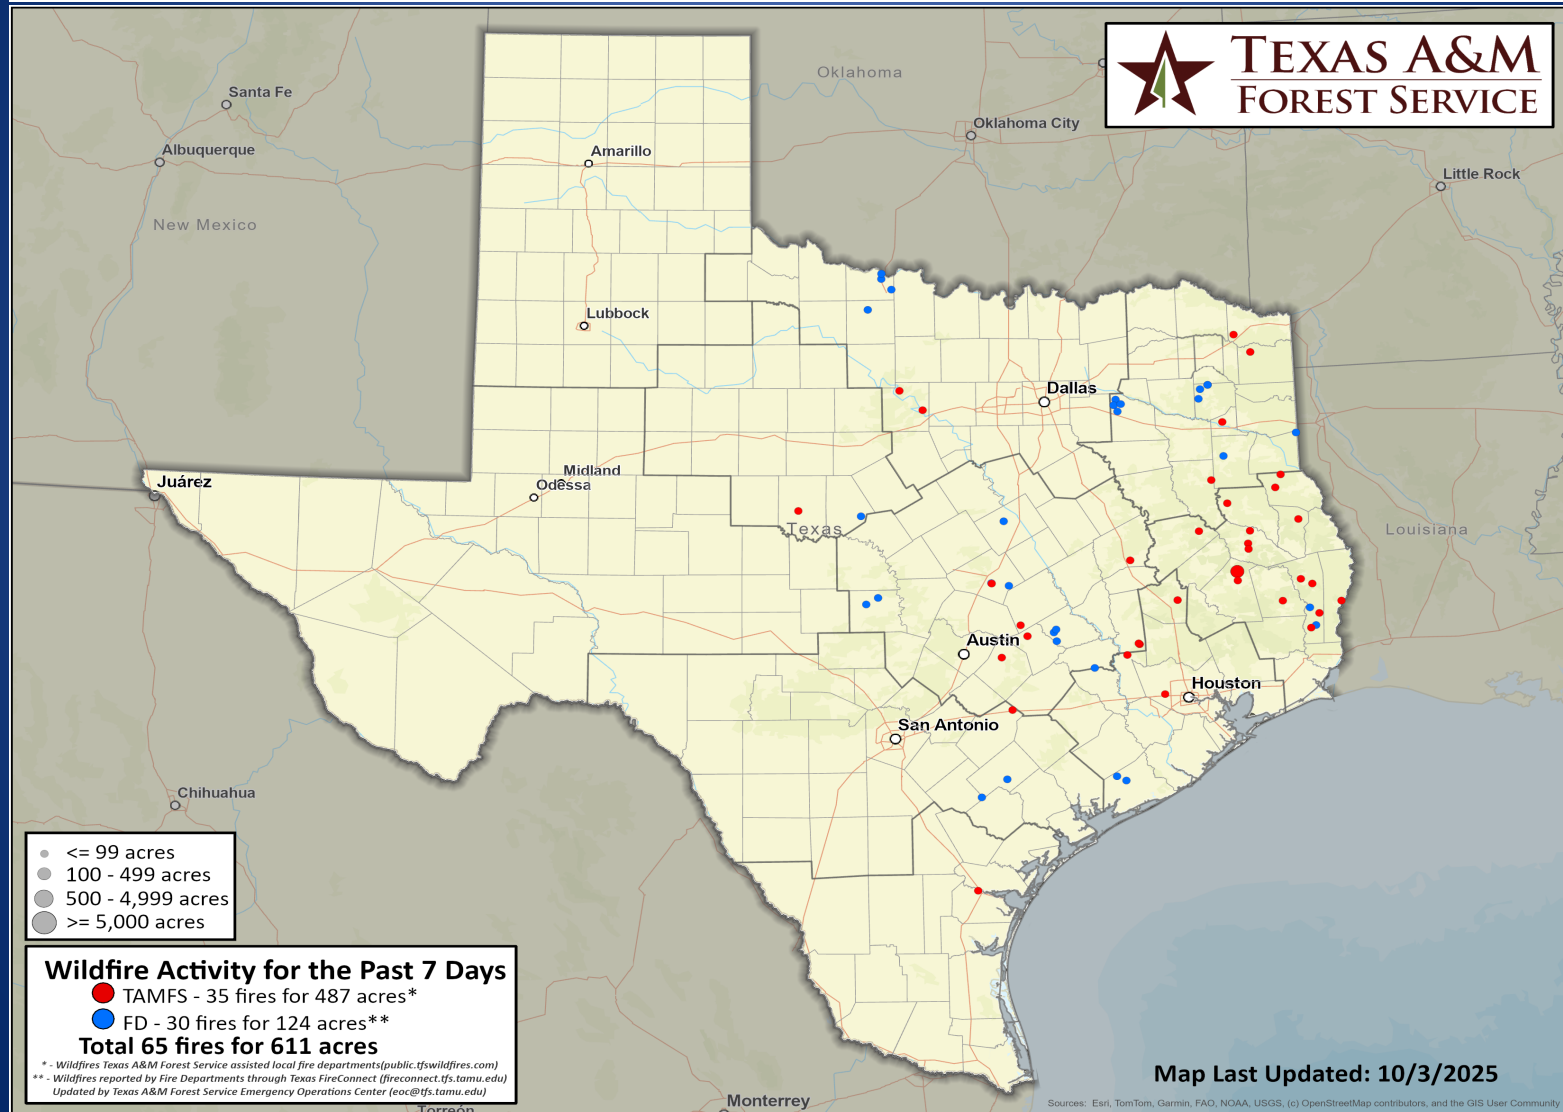 TEXAS A&M
FOREST SERVICE
Oklahoma
Santa Fe
Oklahoma City
Albuquerque
Amarillo
Little Rock
New Mexico
Lubbock
Dallas
Midland
Odessa
Juárez
Texas
Louisiana
Austin
Houston
San Antonio
Chihuahua
<= 99 acres
100 - 499 acres
500 - 4,999 acres
>= 5,000 acres
Wildfire Activity for the Past 7 Days
TAMFS - 35 fires for 487 acres*
FD - 30 fires for 124 acres**
Total 65 fires for 611 acres
* - Wildfires Texas A&M Forest Service assisted local fire departments(public.tfswildfires.com)
** - Wildfires reported by Fire Departments through Texas FireConnect (fireconnect.tfs.tamu.edu)
Updated by Texas A&M Forest Service Emergency Operations Center (eoc@tfs.tamu.edu)
Map Last Updated: 10/3/2025
Monterrey
Torreón
Sources: Esri, TomTom, Garmin, FAO, NOAA, USGS, (c) OpenStreetMap contributors, and the GIS User Community